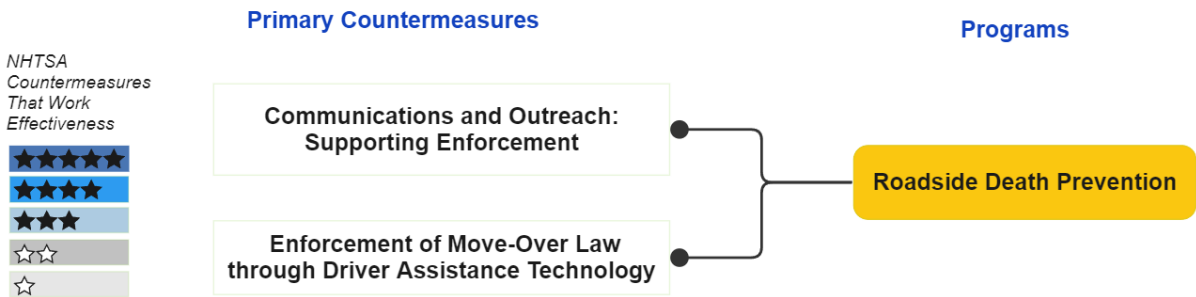 Primary Countermeasures
Programs
NHTSA
Countermeasures
That Work
Effectiveness
Communications and Outreach:
Supporting Enforcement
Roadside Death Prevention
Enforcement of Move-Over Law
through Driver Assistance Technology